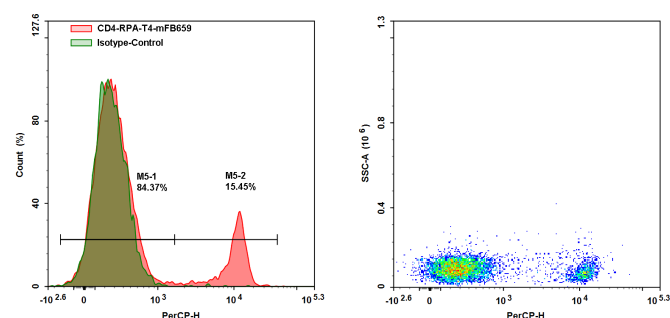 CD4-RPA-T4-mFB659
Isotype-Control
127.6
80
40
0
Count (%)
M5-1
84.37%
M5-2
15.45%
-10 2.6
0
10 3
10 4
10 5.3
PerCP-H
1.3
0.8
0.4
0
SSC-A (10 6)
-10 2.6
0
10 3
10 4
10 5.3
PerCP-H